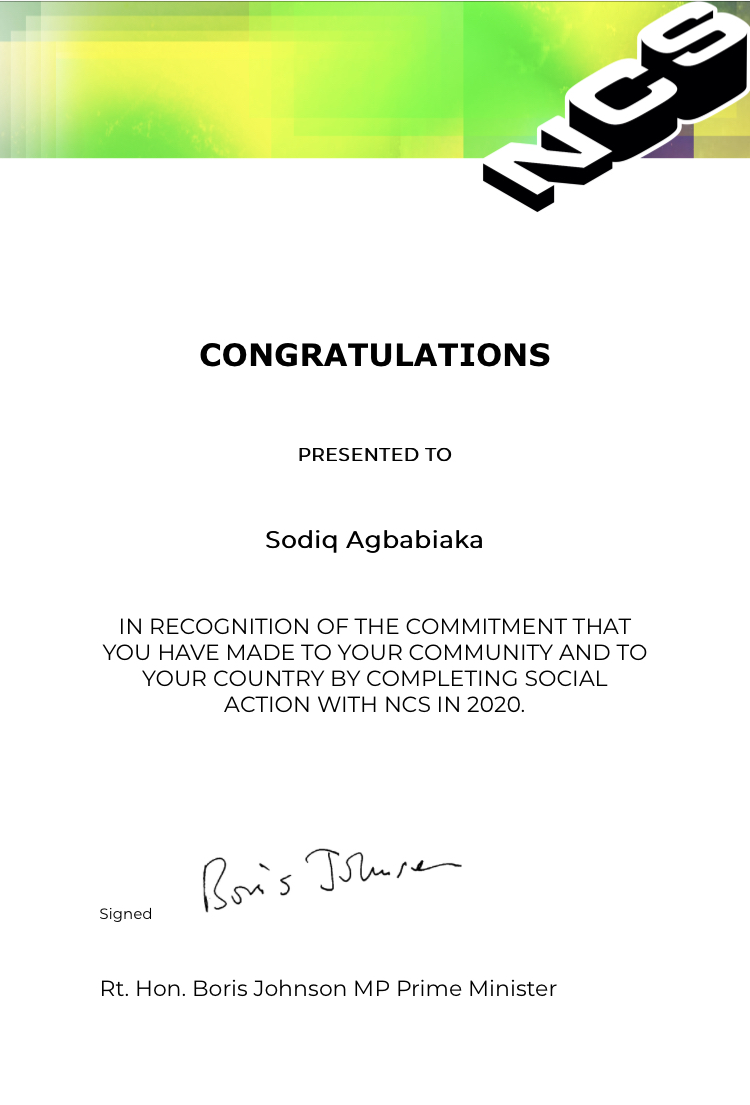 NCS
CONGRATULATIONS
PRESENTED TO
Sodiq Agbabiaka
IN RECOGNITION OF THE COMMITMENT THAT
YOU HAVE MADE TO YOUR COMMUNITY AND TO
YOUR COUNTRY BY COMPLETING SOCIAL
ACTION WITH NCS IN 2020.
Boris Johnson
Signed
Rt. Hon. Boris Johnson MP Prime Minister